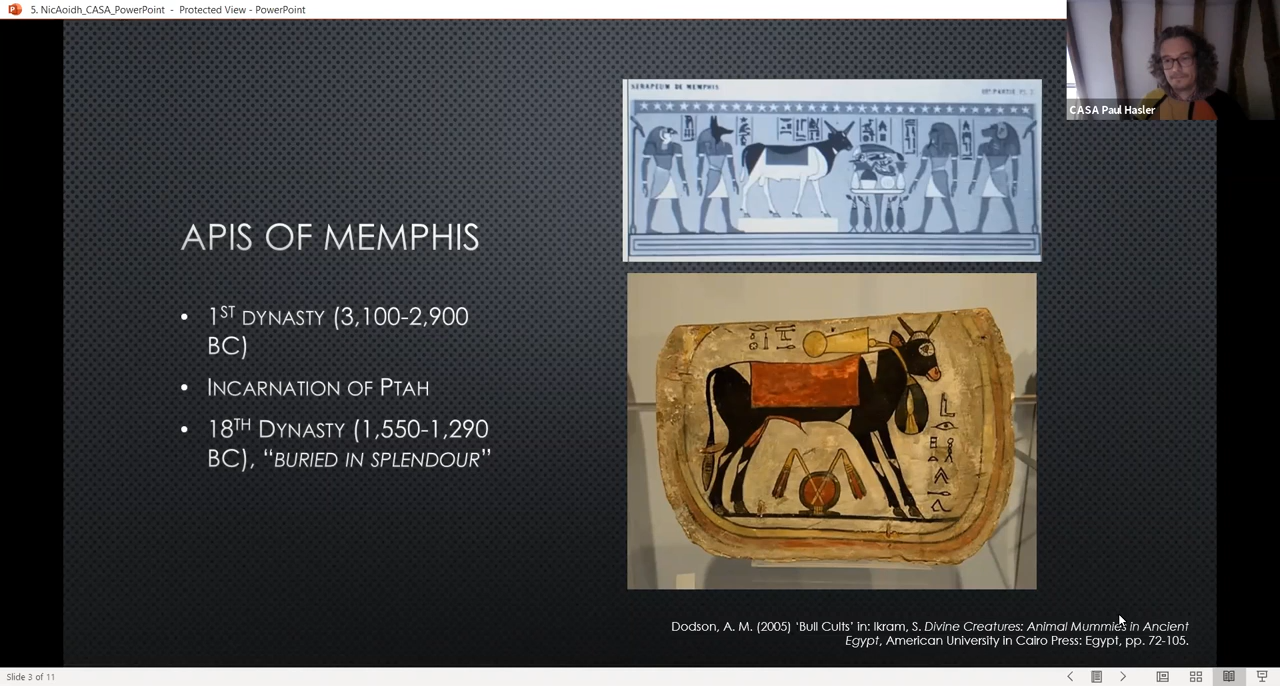 5. NicAoidh_CASA_PowerPoint - Protected View - PowerPoint
CASA Paul Hasler
SERAPEUM DE MEMPHIS
APIS OF MEMPHIS
• 1ST DYNASTY (3,100-2,900
BC)
• INCARNATION OF PTAH
• 18TH DYNASTY (1,550-1,290
BC), “BURIED IN SPLENDOUR”
Dodson, A. M. (2005) ‘Bull Cults’ in: Ikram, S. Divine Creatures: Animal Mummies in Ancient
Egypt, American University in Cairo Press: Egypt, pp. 72-105.
Slide 3 of 11